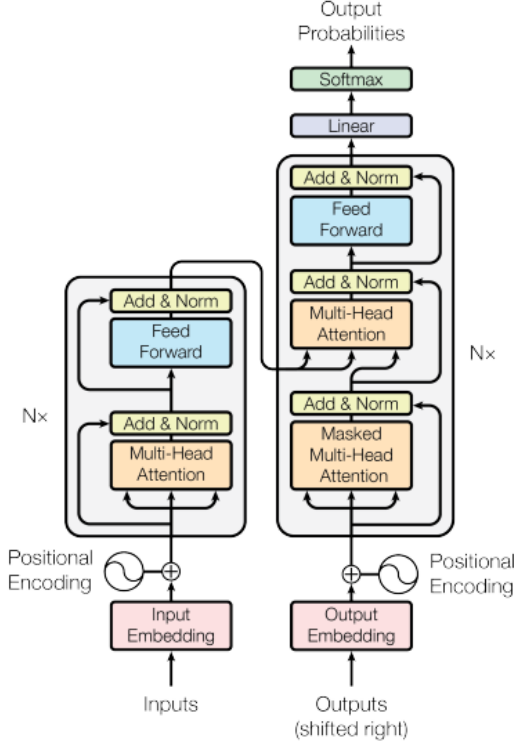 Output
Probabilities
Softmax
Linear
Add & Norm
Feed
Forward
Add & Norm
Multi-Head
Attention
Add & Norm
Masked
Multi-Head
Attention
N×
Positional
Encoding
Output
Embedding
Outputs
(shifted right)
Add & Norm
Feed
Forward
Add & Norm
Multi-Head
Attention
N×
Positional
Encoding
Input
Embedding
Inputs